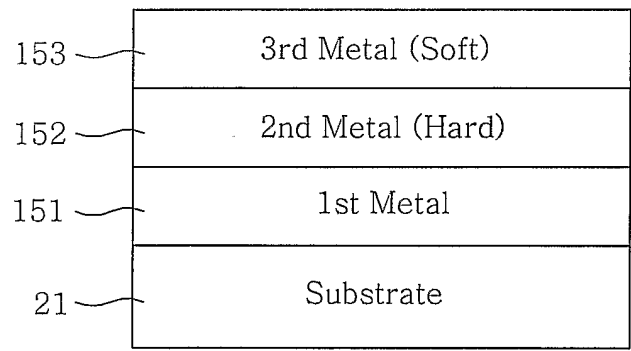 153 3rd Metal (Soft)
152 2nd Metal (Hard)
151 1st Metal
21 Substrate